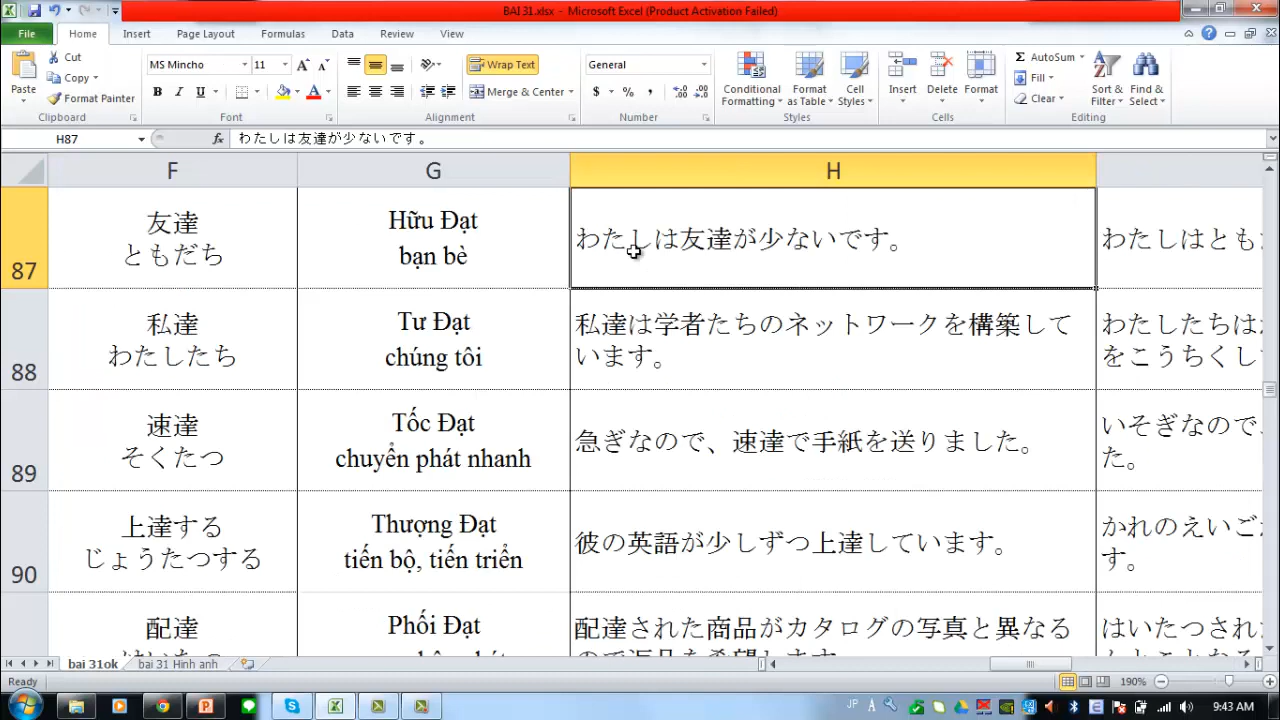 BAI 31.xlsx - Microsoft Excel (Product Activation Failed)
File Home Insert Page Layout Formulas Data Review View
Cut
Copy
Format Painter
Paste
Clipboard
MS Mincho 11
Font
Wrap Text
Merge & Center
Alignment
General
Number
Conditional Formatting
Format as Table
Cell Styles
Styles
Insert Delete Format
Cells
AutoSum
Fill
Clear
Sort & Filter
Find & Select
Editing
H87 fx わたしは友達が少ないです。
F G H
87
友達
ともだち
Hữu Đạt
bạn bè
わたしは友達が少ないです。
わたしはとも
88
私達
わたしたち
Tư Đạt
chúng tôi
私達は学者たちのネットワークを構築して
います。
わたしたちは
をこうちくし
89
速達
そくたつ
Tốc Đạt
chuyển phát nhanh
急ぎなので、速達で手紙を送りました。
いそぎなので
た。
90
上達する
じょうたつする
Thượng Đạt
tiến bộ, tiến triển
彼の英語が少しずつ上達しています。
かれのえいご
す。
配達
Phối Đạt
配達された商品がカタログの写真と異なる
はいたつされ
bai 31ok bai 31 Hinh anh
Ready
190%
JP
9:43 AM